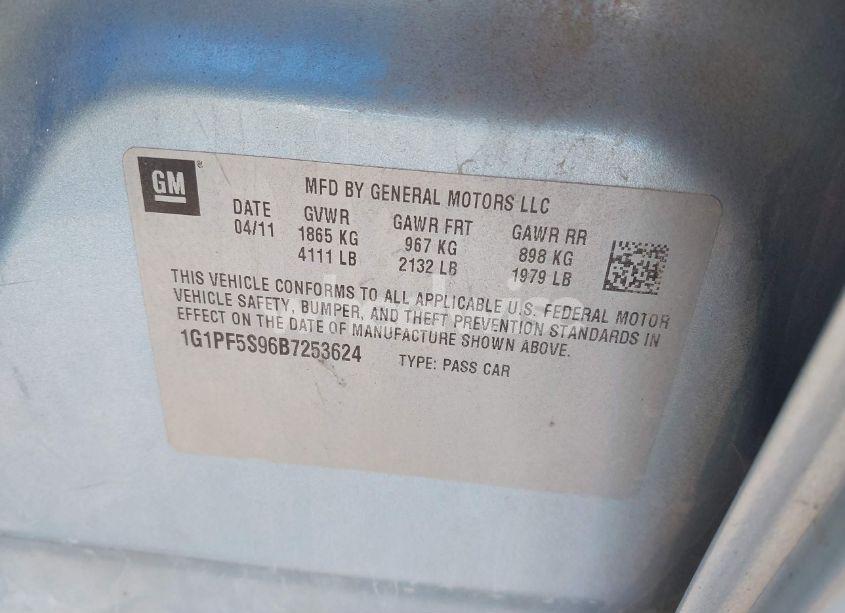 GM
MFD BY GENERAL MOTORS LLC
DATE GVWR GAWR FRT GAWR RR
04/11 1865 KG 967 KG 898 KG
4111 LB 2132 LB 1979 LB
THIS VEHICLE CONFORMS TO ALL APPLICABLE U.S. FEDERAL MOTOR
VEHICLE SAFETY, BUMPER, AND THEFT PREVENTION STANDARDS IN
EFFECT ON THE DATE OF MANUFACTURE SHOWN ABOVE.
1G1PF5S96B7253624 TYPE: PASS CAR